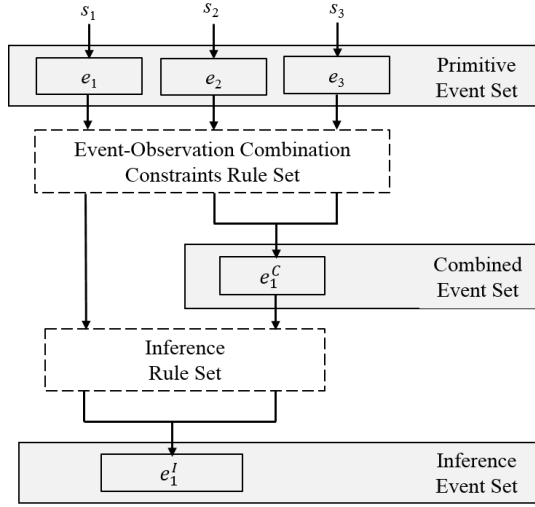 s₁ s₂ s₃
e₁ e₂ e₃ Primitive
Event Set
Event-Observation Combination
Constraints Rule Set
e₁ᶜ Combined
Event Set
Inference
Rule Set
e₁ᴵ Inference
Event Set